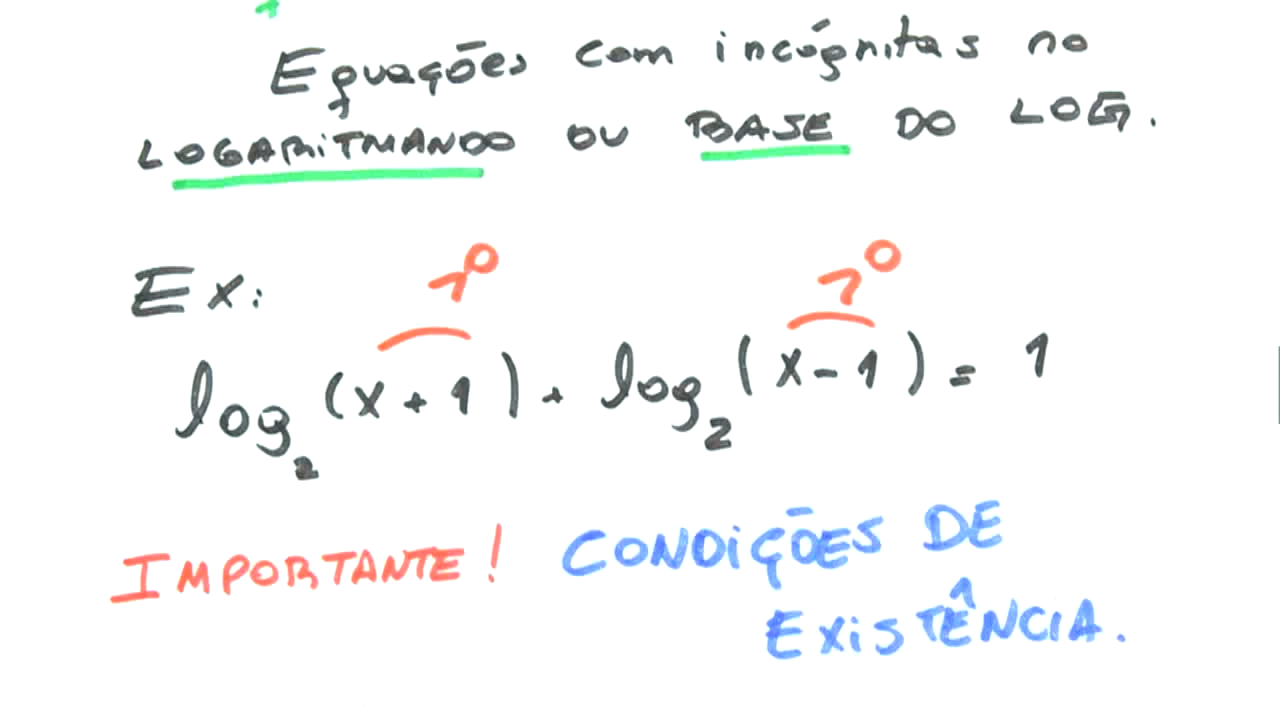 Equações com incógnitas no
LOGARITMANDO OU BASE DO LOG.
Ex:
>0 >0
log₂ (x + 1) + log₂ (x - 1) = 1
IMPORTANTE! CONDIÇÕES DE
EXISTÊNCIA.